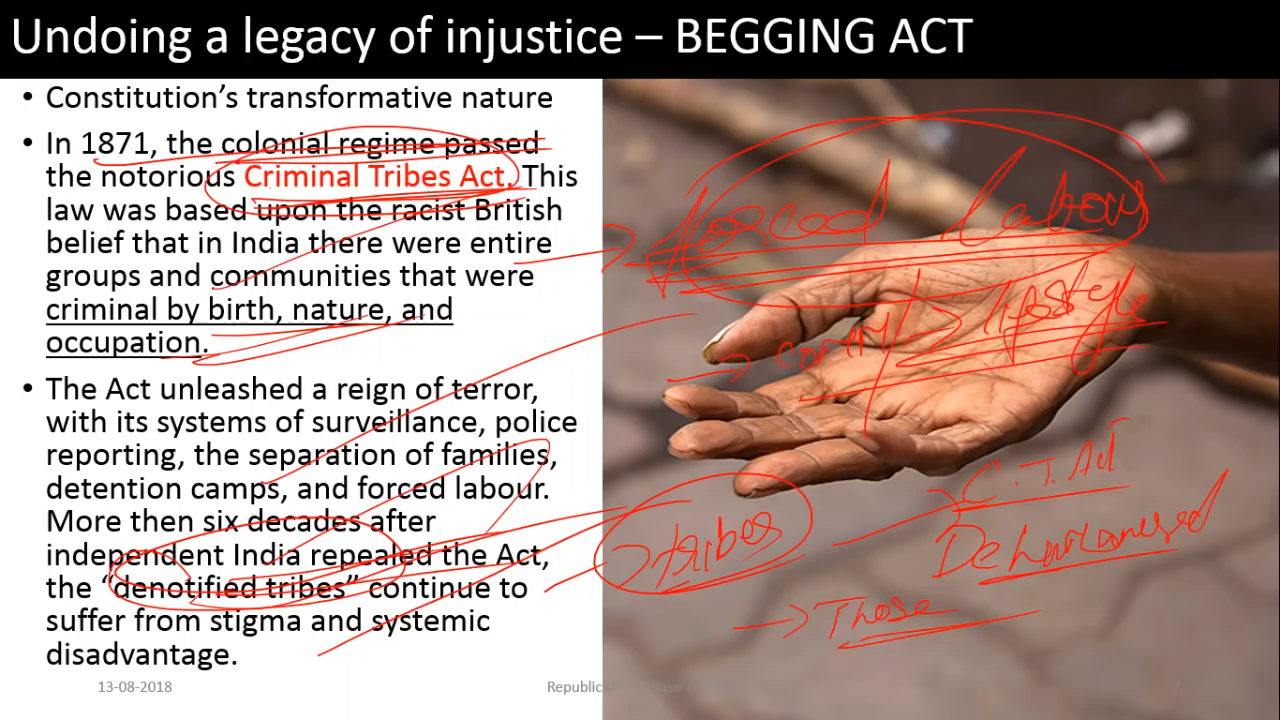 Undoing a legacy of injustice – BEGGING ACT
• Constitution's transformative nature
• In 1871, the colonial regime passed
the notorious Criminal Tribes Act. This
law was based upon the racist British
belief that in India there were entire
groups and communities that were
criminal by birth, nature, and
occupation.
• The Act unleashed a reign of terror,
with its systems of surveillance, police
reporting, the separation of families,
detention camps, and forced labour.
More then six decades after
independent India repealed the Act,
the “denotified tribes” continue to
suffer from stigma and systemic
disadvantage.
forced labour
lifestyle
tribes
C.T. Act
Dehumanised
Those
13-08-2018